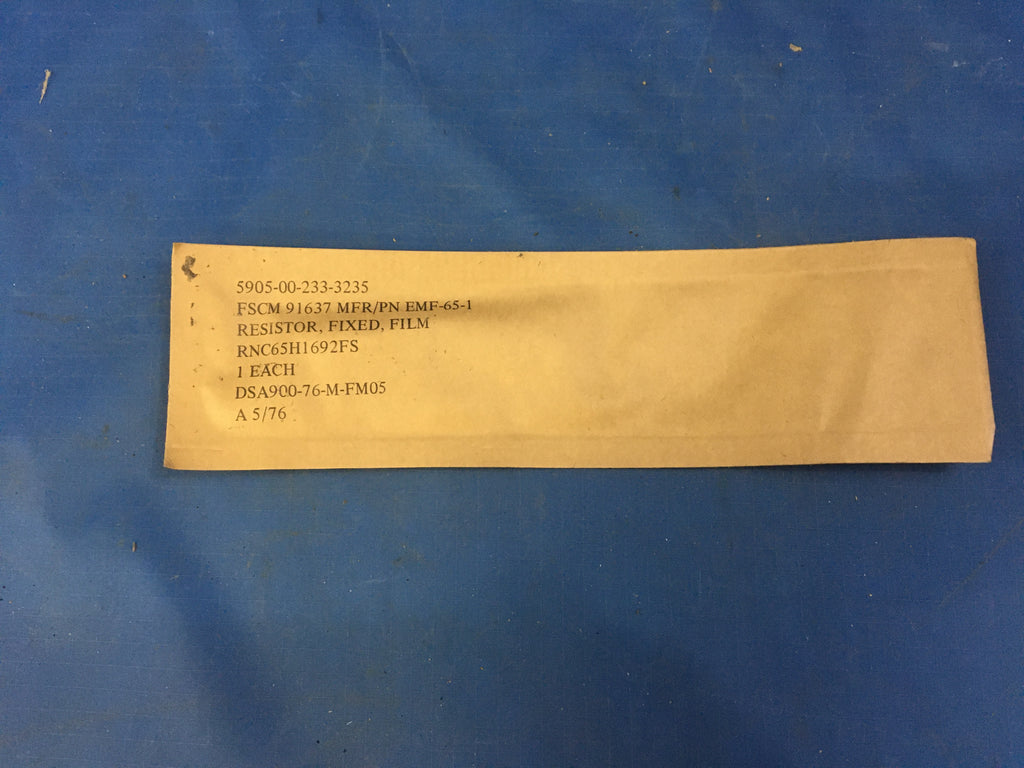 5905-00-233-3235
FSCM 91637 MFR/PN EMF-65-1
RESISTOR, FIXED, FILM
RNC65H1692FS
1 EACH
DSA900-76-M-FM05
A 5/76